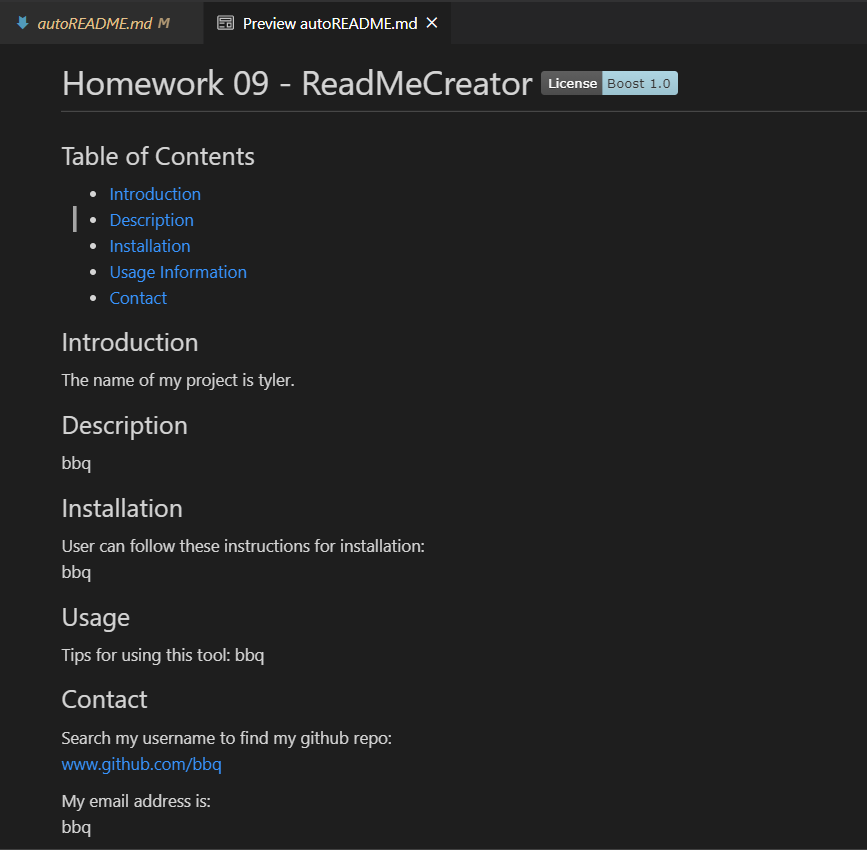 autoREADME.md M
Preview autoREADME.md
Homework 09 - ReadMeCreator License Boost 1.0
Table of Contents
Introduction
Description
Installation
Usage Information
Contact
Introduction
The name of my project is tyler.
Description
bbq
Installation
User can follow these instructions for installation:
bbq
Usage
Tips for using this tool: bbq
Contact
Search my username to find my github repo:
www.github.com/bbq
My email address is:
bbq